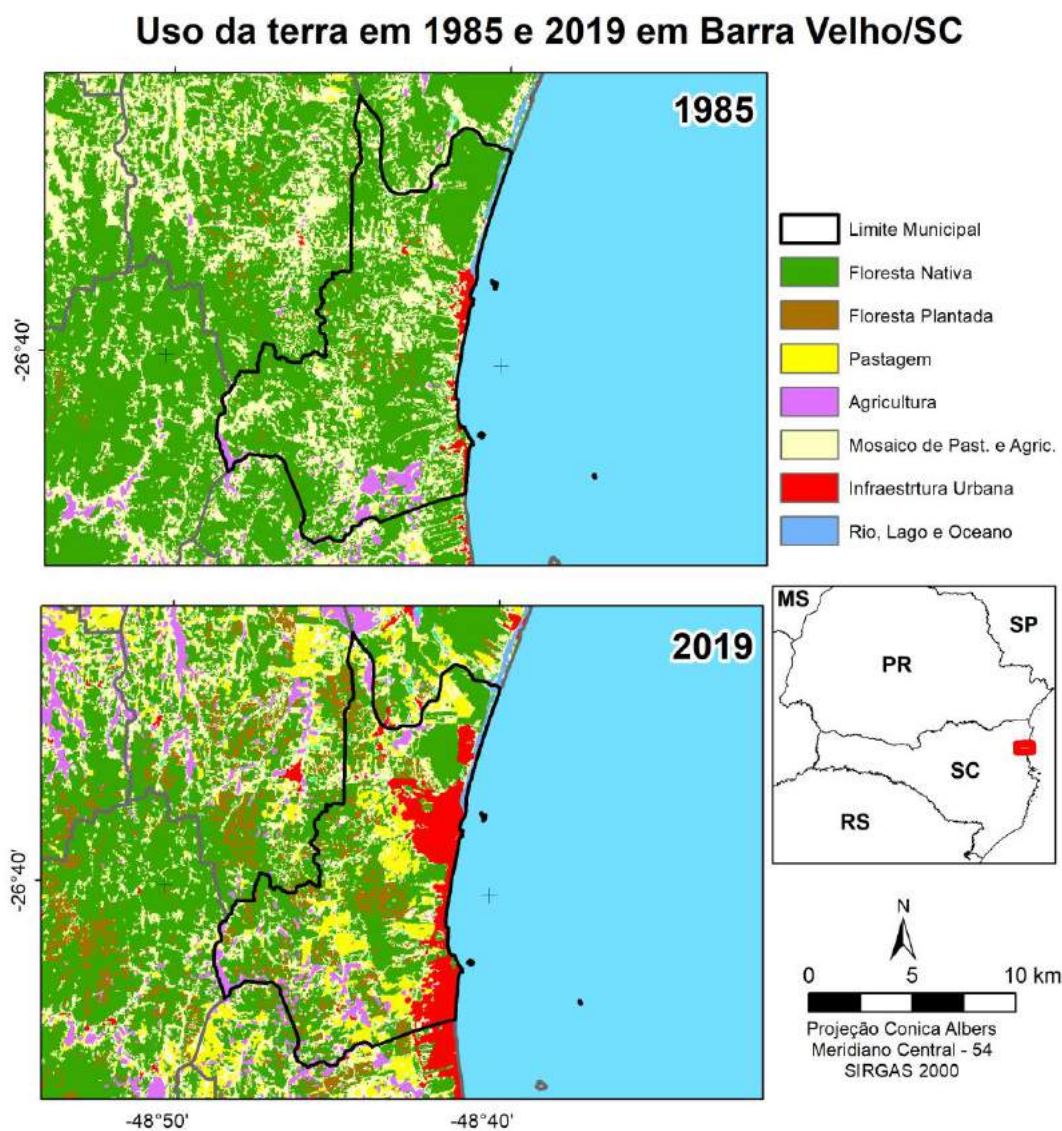 Uso da terra em 1985 e 2019 em Barra Velho/SC
1985
-26°40'
Limite Municipal
Floresta Nativa
Floresta Plantada
Pastagem
Agricultura
Mosaico de Past. e Agric.
Infraestrtura Urbana
Rio, Lago e Oceano
2019
-26°40'
-48°50'
-48°40'
MS
SP
PR
SC
RS
N
0 5 10 km
Projeção Conica Albers
Meridiano Central - 54
SIRGAS 2000